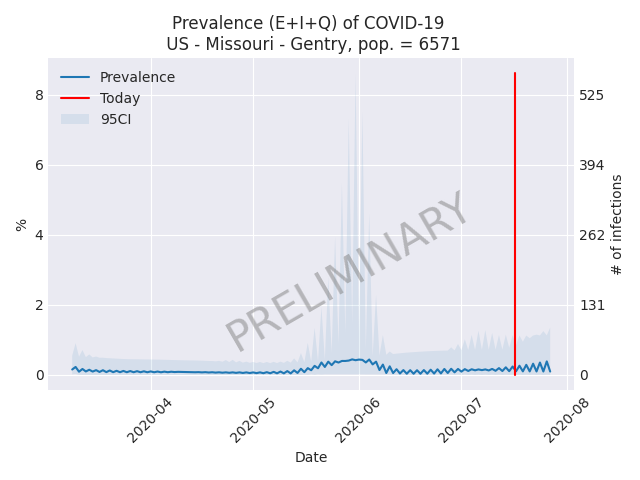 Prevalence (E+I+Q) of COVID-19
US - Missouri - Gentry, pop. = 6571
Prevalence
Today
95CI
8
6
4
2
0
%
525
394
262
131
0
# of infections
PRELIMINARY
2020-04
2020-05
2020-06
2020-07
2020-08
Date